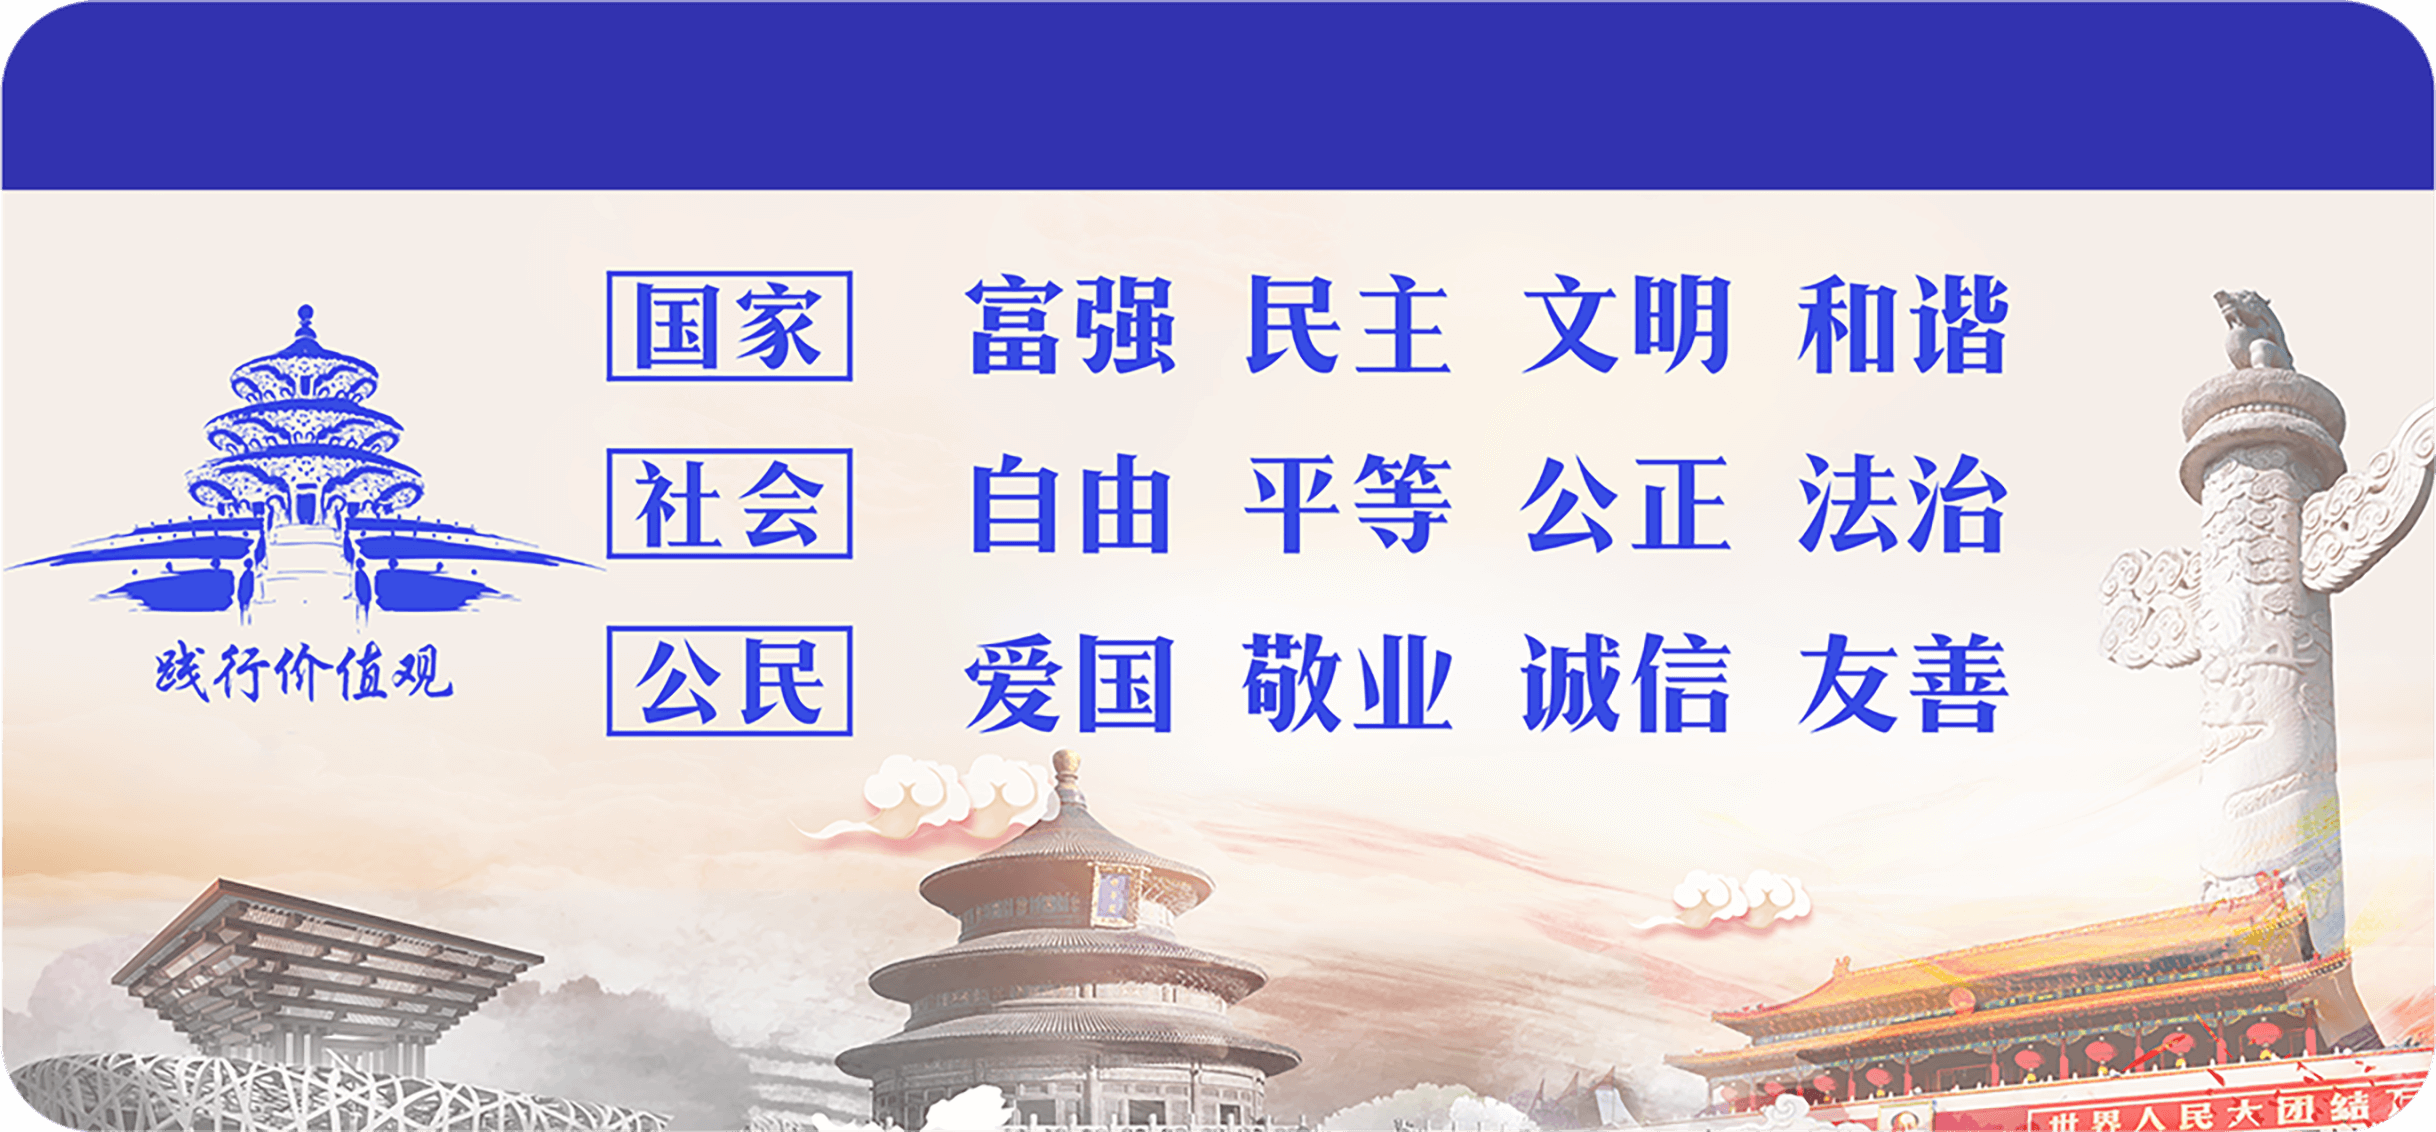 国家 富强 民主 文明 和谐
社会 自由 平等 公正 法治
公民 爱国 敬业 诚信 友善
践行价值观
世界人民大团结